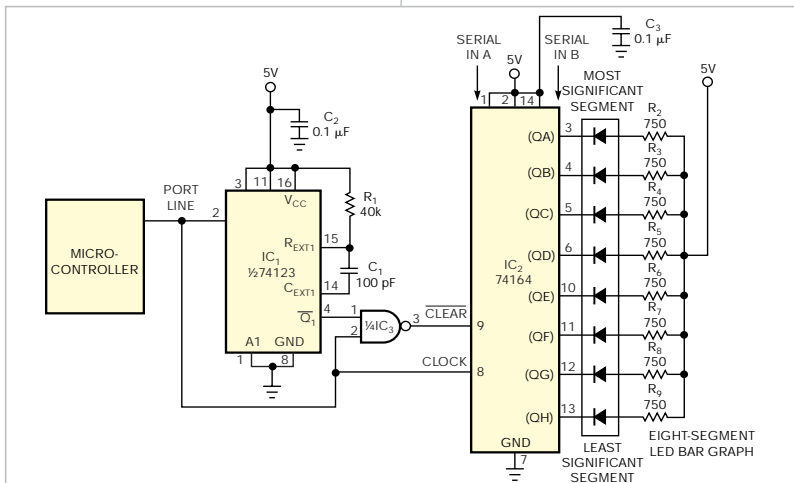 5V
C2
0.1 µF
PORT
LINE
MICRO-
CONTROLLER
2
3
11
16
VCC
IC1
½74123
REXT1
15
R1
40k
C1
100 pF
CEXT1
14
Q1
4
A1
GND
1
8
1
2
¼IC3
3
CLEAR
CLOCK
SERIAL
IN A
5V
SERIAL
IN B
C3
0.1 µF
1
2
14
MOST
SIGNIFICANT
SEGMENT
5V
IC2
74164
9
8
(QA)
3
R2
750
(QB)
4
R3
750
(QC)
5
R4
750
(QD)
6
R5
750
(QE)
10
R6
750
(QF)
11
R7
750
(QG)
12
R8
750
(QH)
13
R9
750
GND
7
LEAST
SIGNIFICANT
SEGMENT
EIGHT-SEGMENT
LED BAR GRAPH